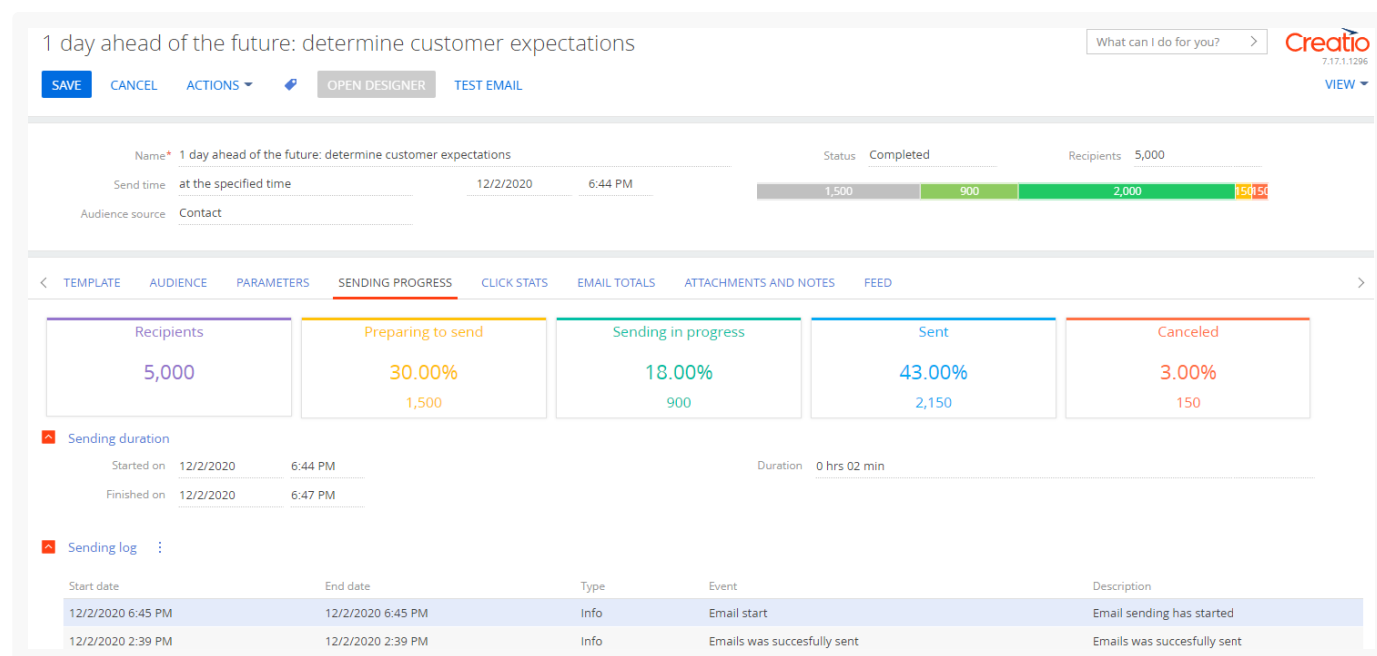 1 day ahead of the future: determine customer expectations
What can I do for you?
Creatio
7.17.1.1296
SAVE CANCEL ACTIONS OPEN DESIGNER TEST EMAIL VIEW
Name* 1 day ahead of the future: determine customer expectations Status Completed Recipients 5,000
Send time at the specified time 12/2/2020 6:44 PM
1,500 900 2,000 150 150
Audience source Contact
TEMPLATE AUDIENCE PARAMETERS SENDING PROGRESS CLICK STATS EMAIL TOTALS ATTACHMENTS AND NOTES FEED
Recipients Preparing to send Sending in progress Sent Canceled
5,000 30.00% 18.00% 43.00% 3.00%
1,500 900 2,150 150
Sending duration
Started on 12/2/2020 6:44 PM Duration 0 hrs 02 min
Finished on 12/2/2020 6:47 PM
Sending log
Start date End date Type Event Description
12/2/2020 6:45 PM 12/2/2020 6:45 PM Info Email start Email sending has started
12/2/2020 2:39 PM 12/2/2020 2:39 PM Info Emails was succesfully sent Emails was succesfully sent